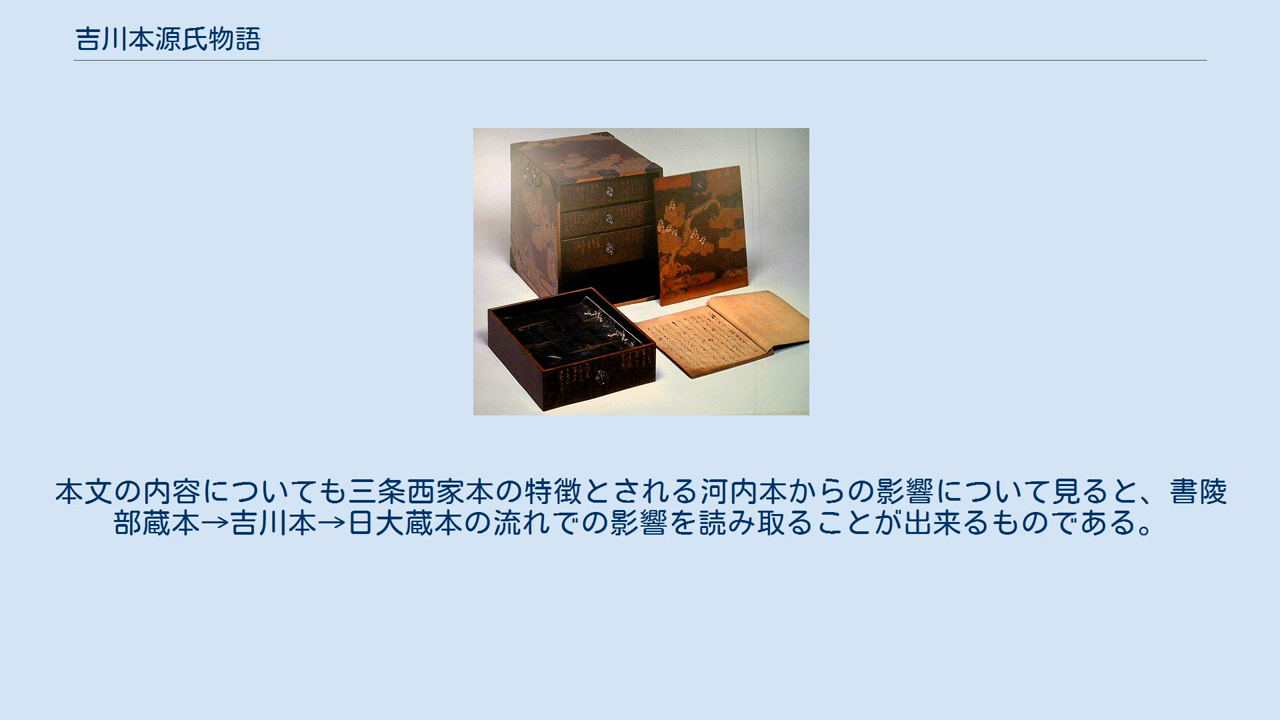 吉川本源氏物語
本文の内容についても三条西家本の特徴とされる河内本からの影響について見ると、書陵
部蔵本→吉川本→日大蔵本の流れでの影響を読み取ることが出来るものである。